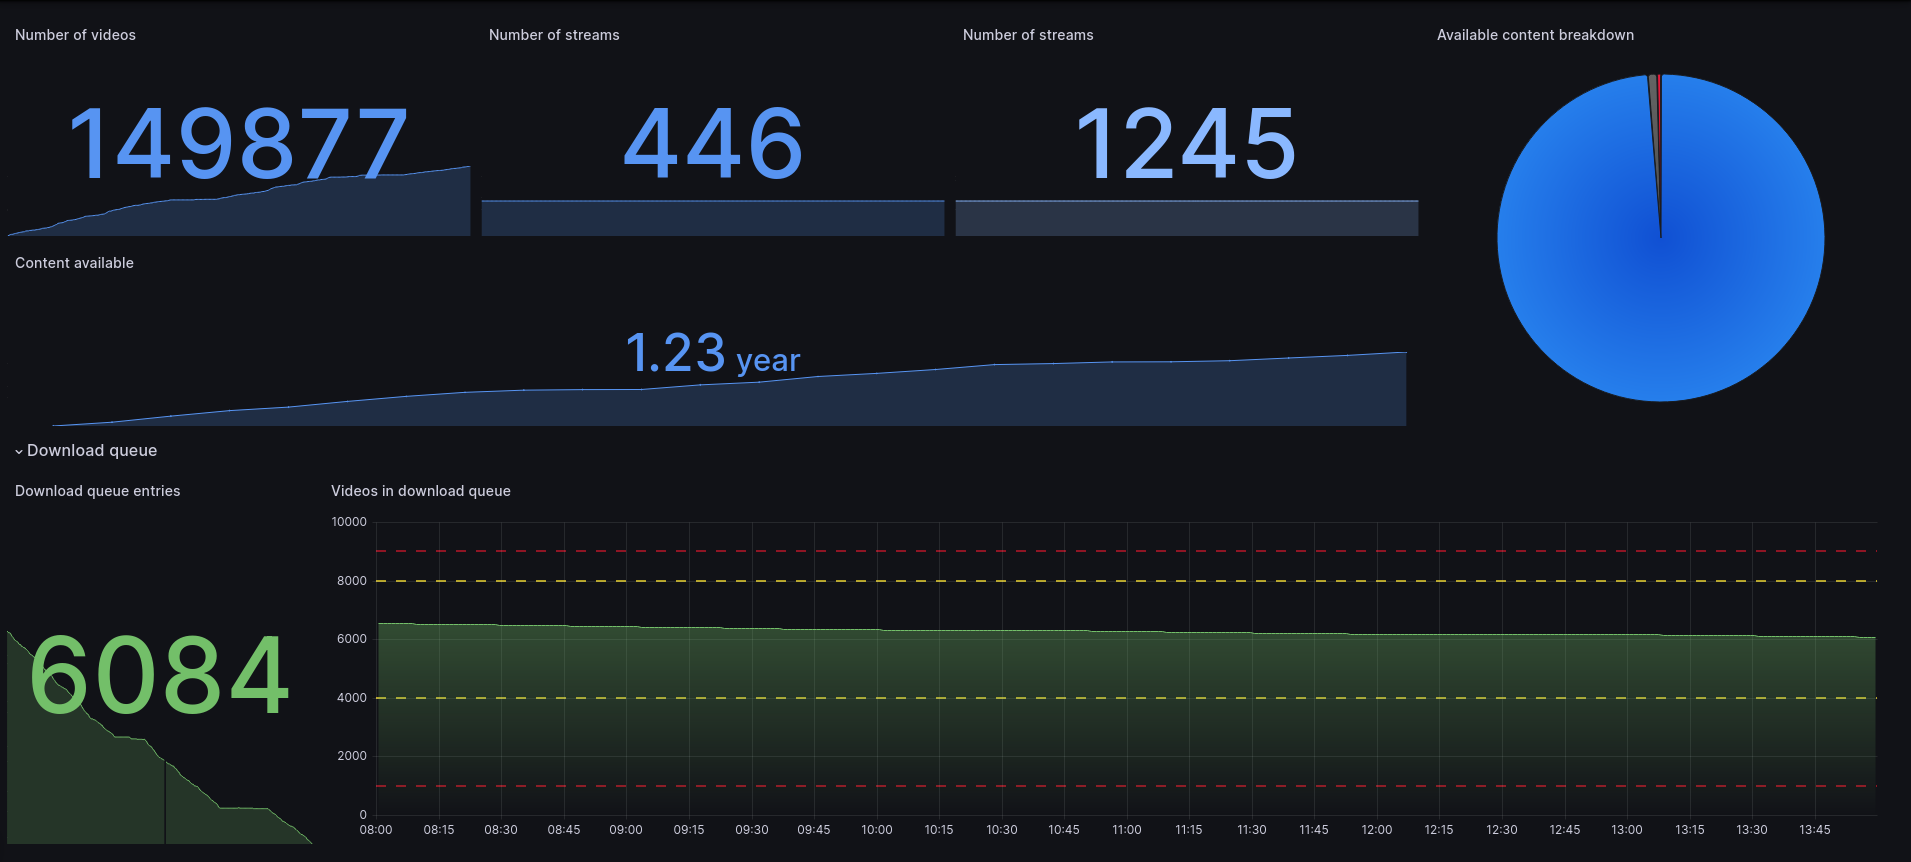 Number of videos
149877
Number of streams
446
Number of streams
1245
Available content breakdown
Content available
1.23 year
Download queue
Download queue entries
6084
Videos in download queue
10000
8000
6000
4000
2000
0
08:00 08:15 08:30 08:45 09:00 09:15 09:30 09:45 10:00 10:15 10:30 10:45 11:00 11:15 11:30 11:45 12:00 12:15 12:30 12:45 13:00 13:15 13:30 13:45